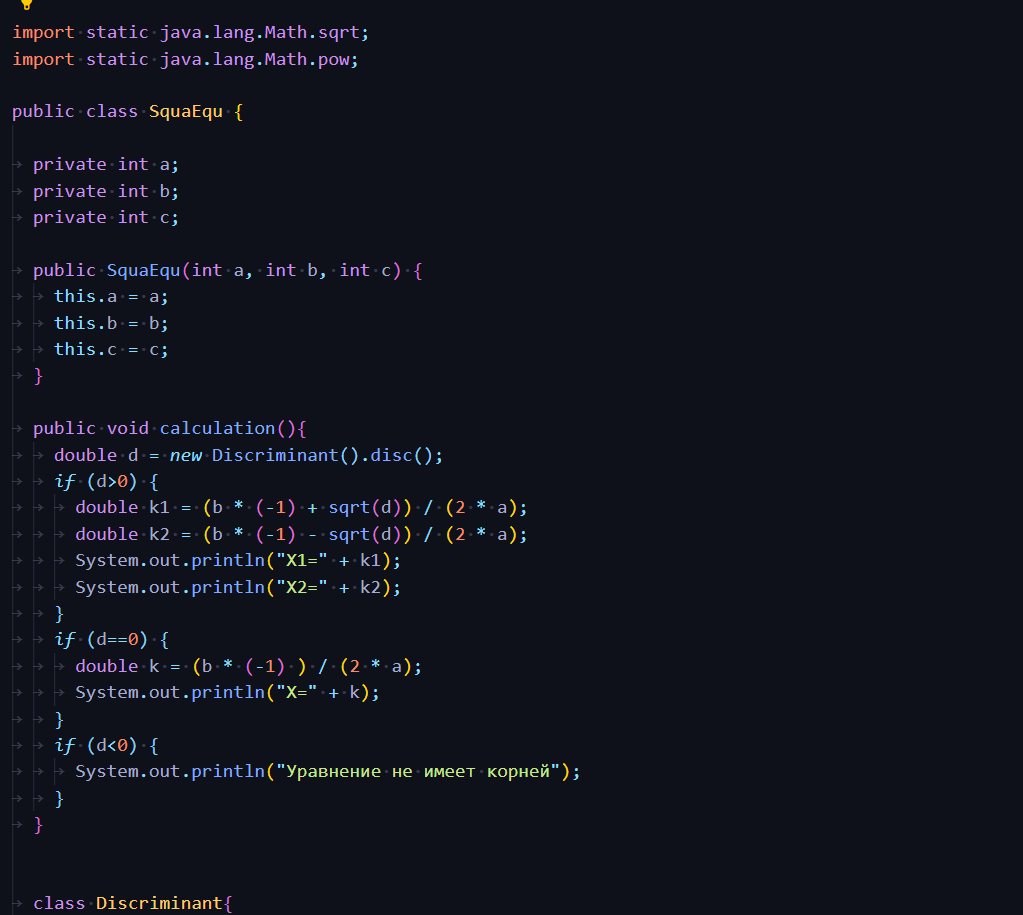 import static java.lang.Math.sqrt;
import static java.lang.Math.pow;
public class SquaEqu {
private int a;
private int b;
private int c;
public SquaEqu(int a, int b, int c) {
this.a = a;
this.b = b;
this.c = c;
}
public void calculation(){
double d = new Discriminant().disc();
if (d>0) {
double k1 = (b * (-1) + sqrt(d)) / (2 * a);
double k2 = (b * (-1) - sqrt(d)) / (2 * a);
System.out.println("X1=" + k1);
System.out.println("X2=" + k2);
}
if (d==0) {
double k = (b * (-1) ) / (2 * a);
System.out.println("X=" + k);
}
if (d<0) {
System.out.println("Уравнение не имеет корней");
}
}
class Discriminant{